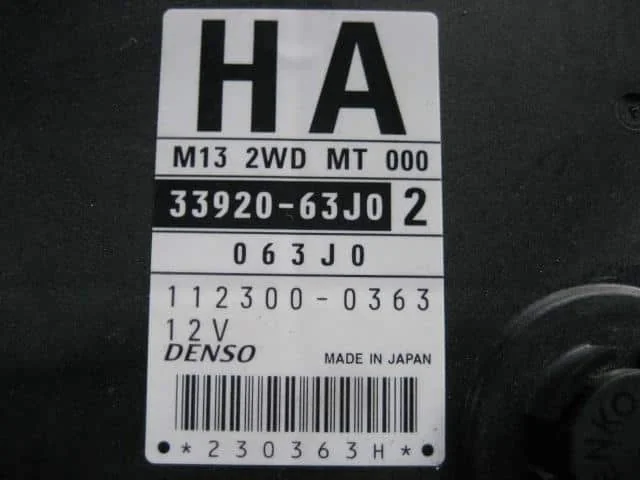 HA
M13 2WD MT 000
33920-63J0 2
063J0
112300-0363
12V
DENSO MADE IN JAPAN
*230363H*